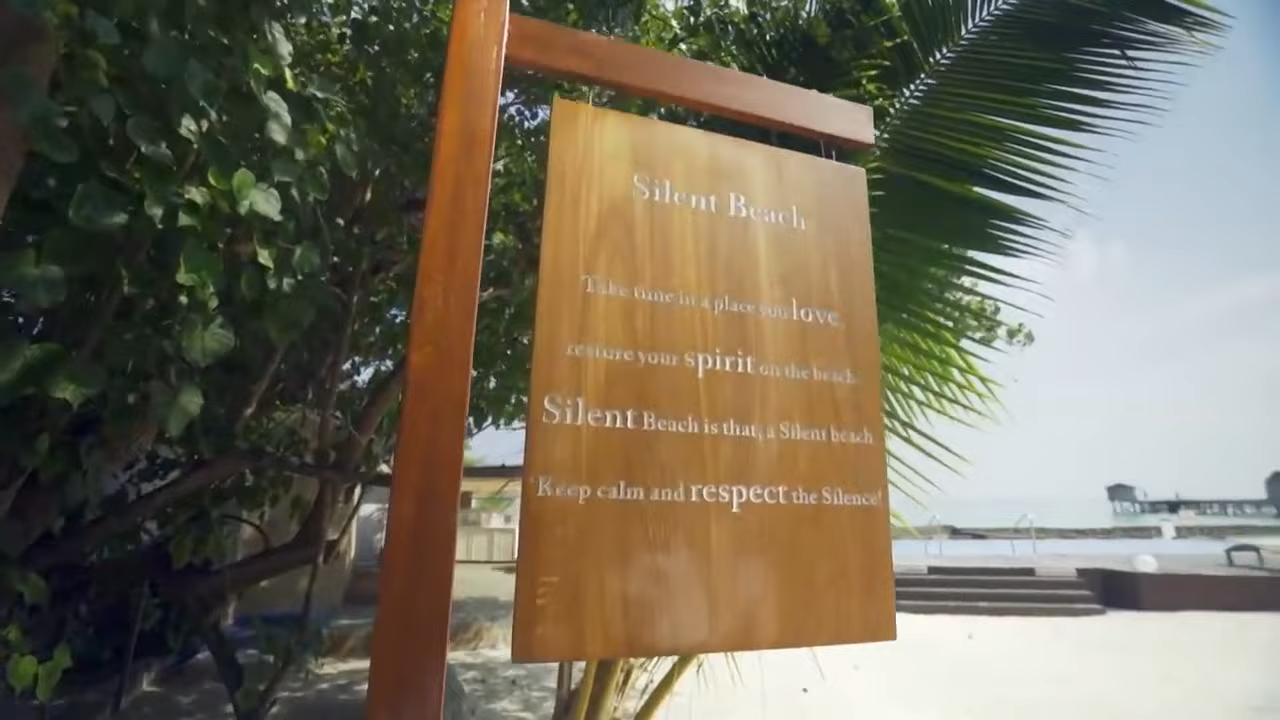 Silent Beach
Take time in a place you love,
restore your spirit on the beach.
Silent Beach is that, a Silent beach
Keep calm and respect the Silence!